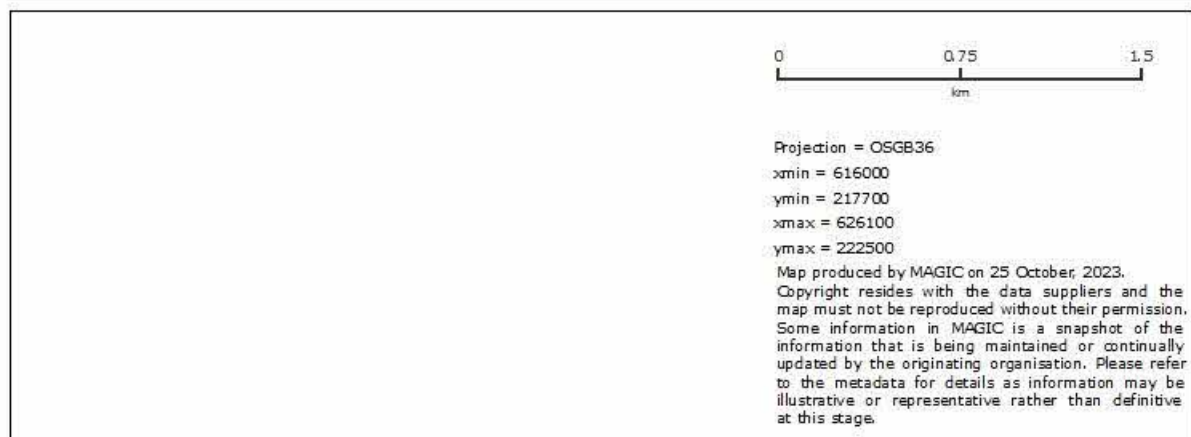 0 0.75 1.5
km
Projection = OSGB36
xmin = 616000
ymin = 217700
xmax = 626100
ymax = 222500
Map produced by MAGIC on 25 October, 2023.
Copyright resides with the data suppliers and the
map must not be reproduced without their permission.
Some information in MAGIC is a snapshot of the
information that is being maintained or continually
updated by the originating organisation. Please refer
to the metadata for details as information may be
illustrative or representative rather than definitive
at this stage.